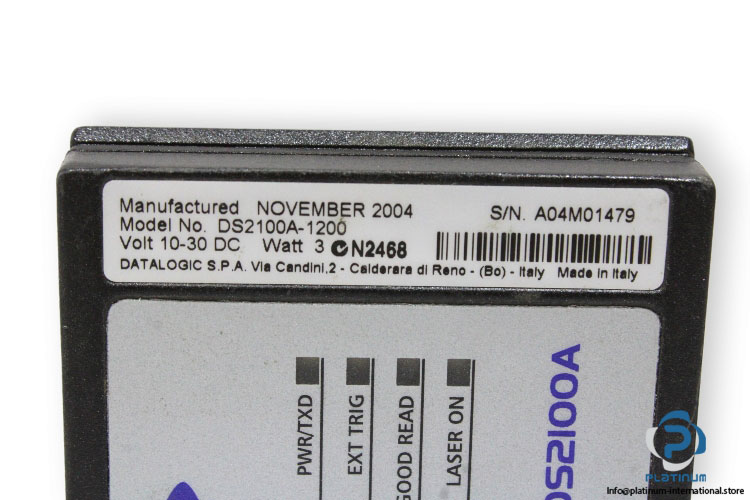 Manufactured NOVEMBER 2004 S/N. A04M01479
Model No. DS2100A-1200
Volt 10-30 DC Watt 3 N2468
DATALOGIC S.P.A. Via Candini,2 - Calderara di Reno - (Bo) - Italy Made in Italy
PWR/TXD
EXT TRIG
GOOD READ
LASER ON
DS2100A
PLATINUM
Info@platinum-international.store